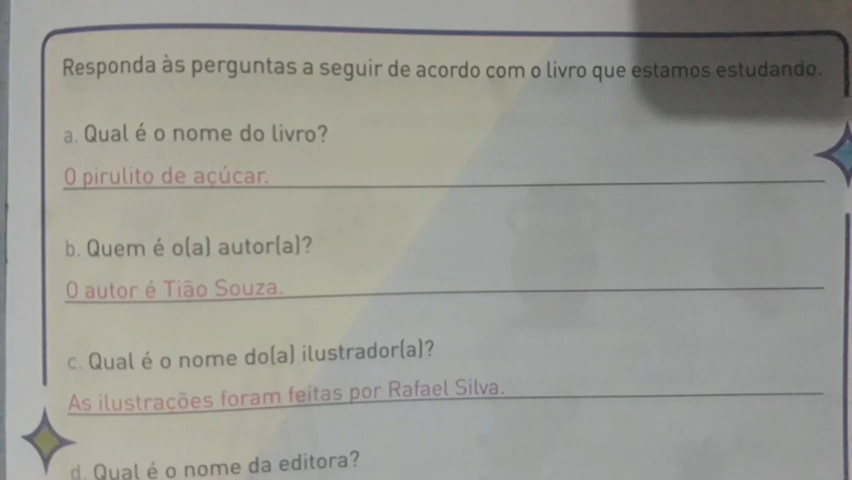 Responda às perguntas a seguir de acordo com o livro que estamos estudando.
a. Qual é o nome do livro?
O pirulito de açúcar.
b. Quem é o(a) autor(a)?
O autor é Tião Souza.
c. Qual é o nome do(a) ilustrador(a)?
As ilustrações foram feitas por Rafael Silva.
d. Qual é o nome da editora?